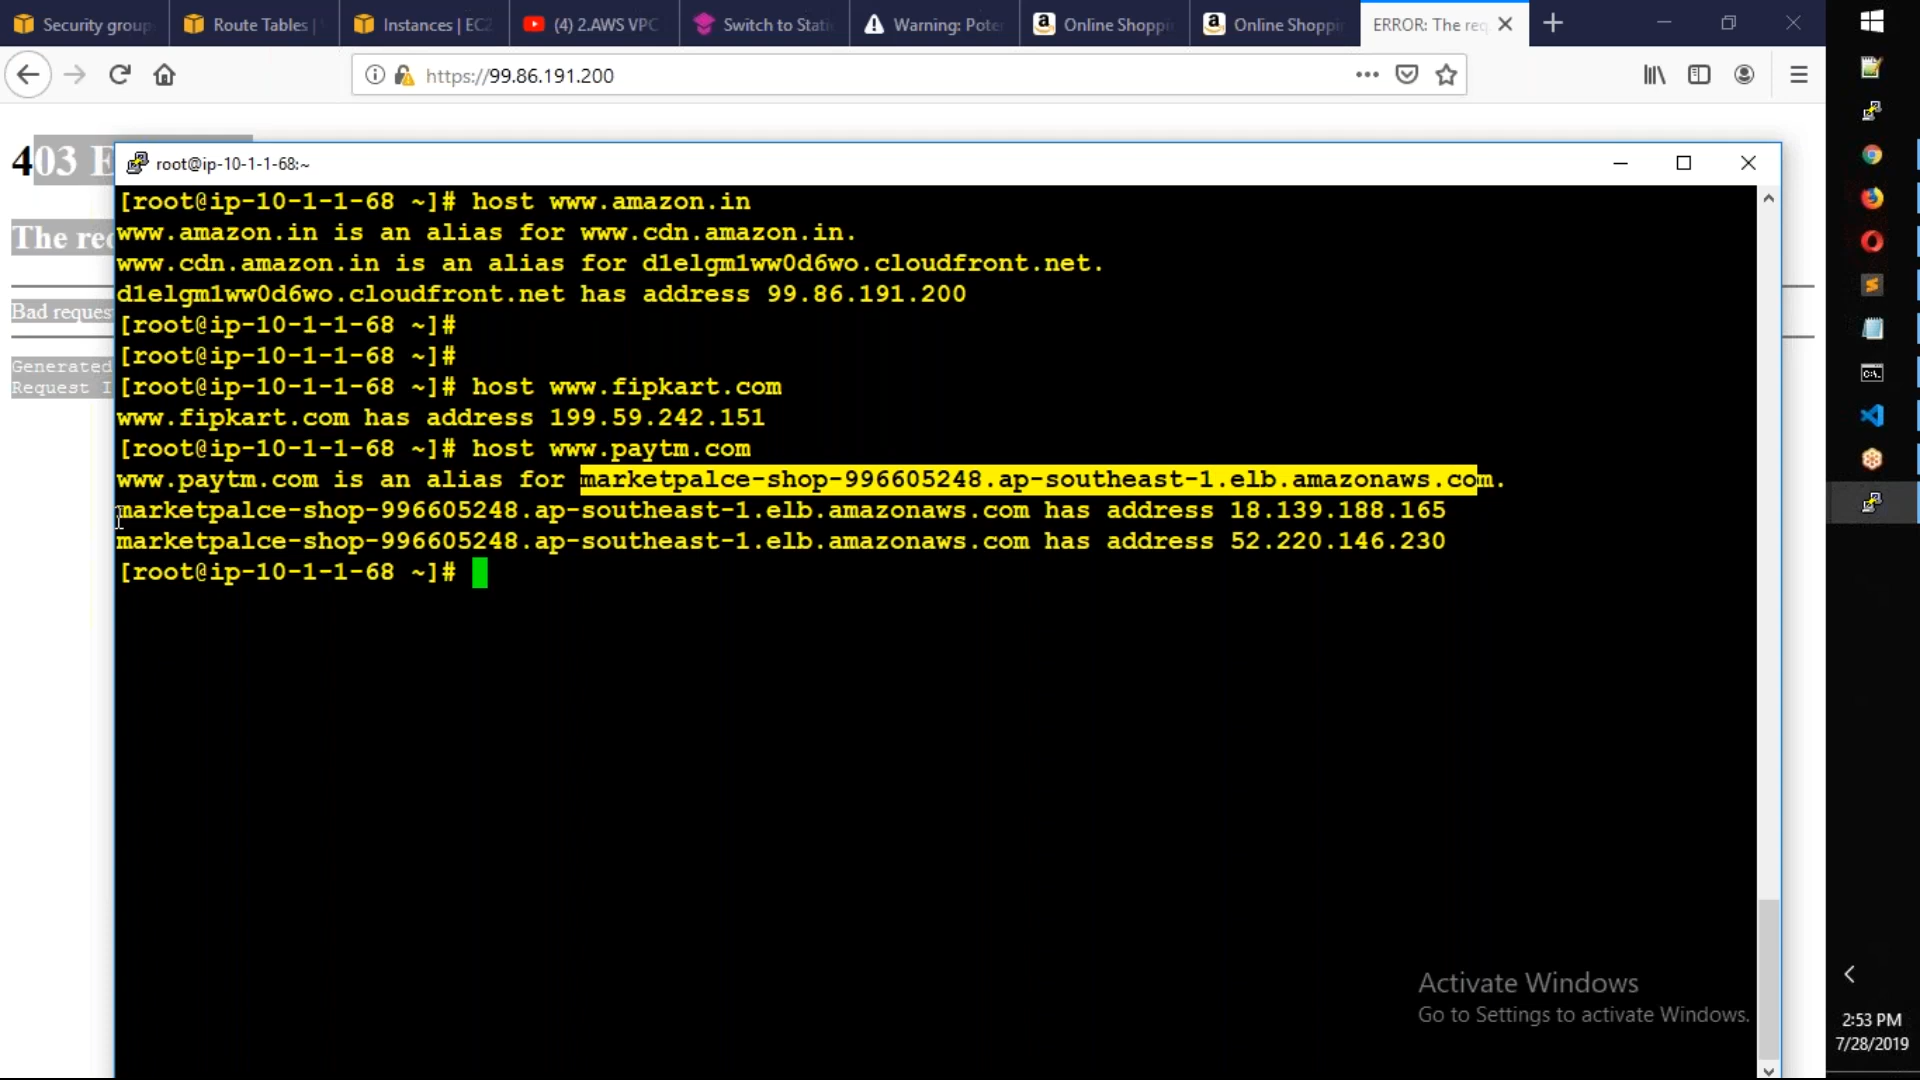 Security group
Route Tables |
Instances | EC2
(4) 2.AWS VPC
Switch to Stati
Warning: Pote
Online Shoppi
Online Shoppi
ERROR: The req
https://99.86.191.200
403 E
The req
Bad reques
Generated
Request I
root@ip-10-1-1-68:~
[root@ip-10-1-1-68 ~]# host www.amazon.in
www.amazon.in is an alias for www.cdn.amazon.in.
www.cdn.amazon.in is an alias for d1elgm1ww0d6wo.cloudfront.net.
d1elgm1ww0d6wo.cloudfront.net has address 99.86.191.200
[root@ip-10-1-1-68 ~]#
[root@ip-10-1-1-68 ~]#
[root@ip-10-1-1-68 ~]# host www.fipkart.com
www.fipkart.com has address 199.59.242.151
[root@ip-10-1-1-68 ~]# host www.paytm.com
www.paytm.com is an alias for marketpalce-shop-996605248.ap-southeast-1.elb.amazonaws.com.
marketpalce-shop-996605248.ap-southeast-1.elb.amazonaws.com has address 18.139.188.165
marketpalce-shop-996605248.ap-southeast-1.elb.amazonaws.com has address 52.220.146.230
[root@ip-10-1-1-68 ~]#
Activate Windows
Go to Settings to activate Windows.
2:53 PM
7/28/2019